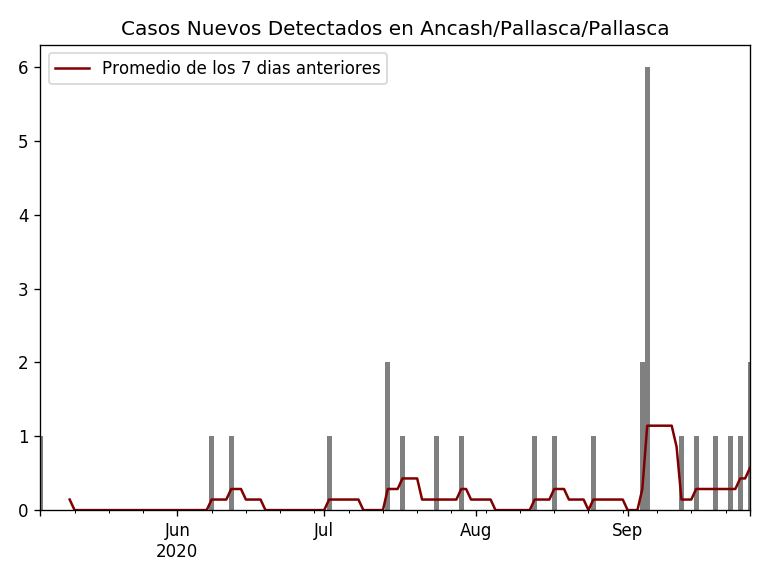 Casos Nuevos Detectados en Ancash/Pallasca/Pallasca
Promedio de los 7 dias anteriores
6
5
4
3
2
1
0
Jun
2020
Jul
Aug
Sep